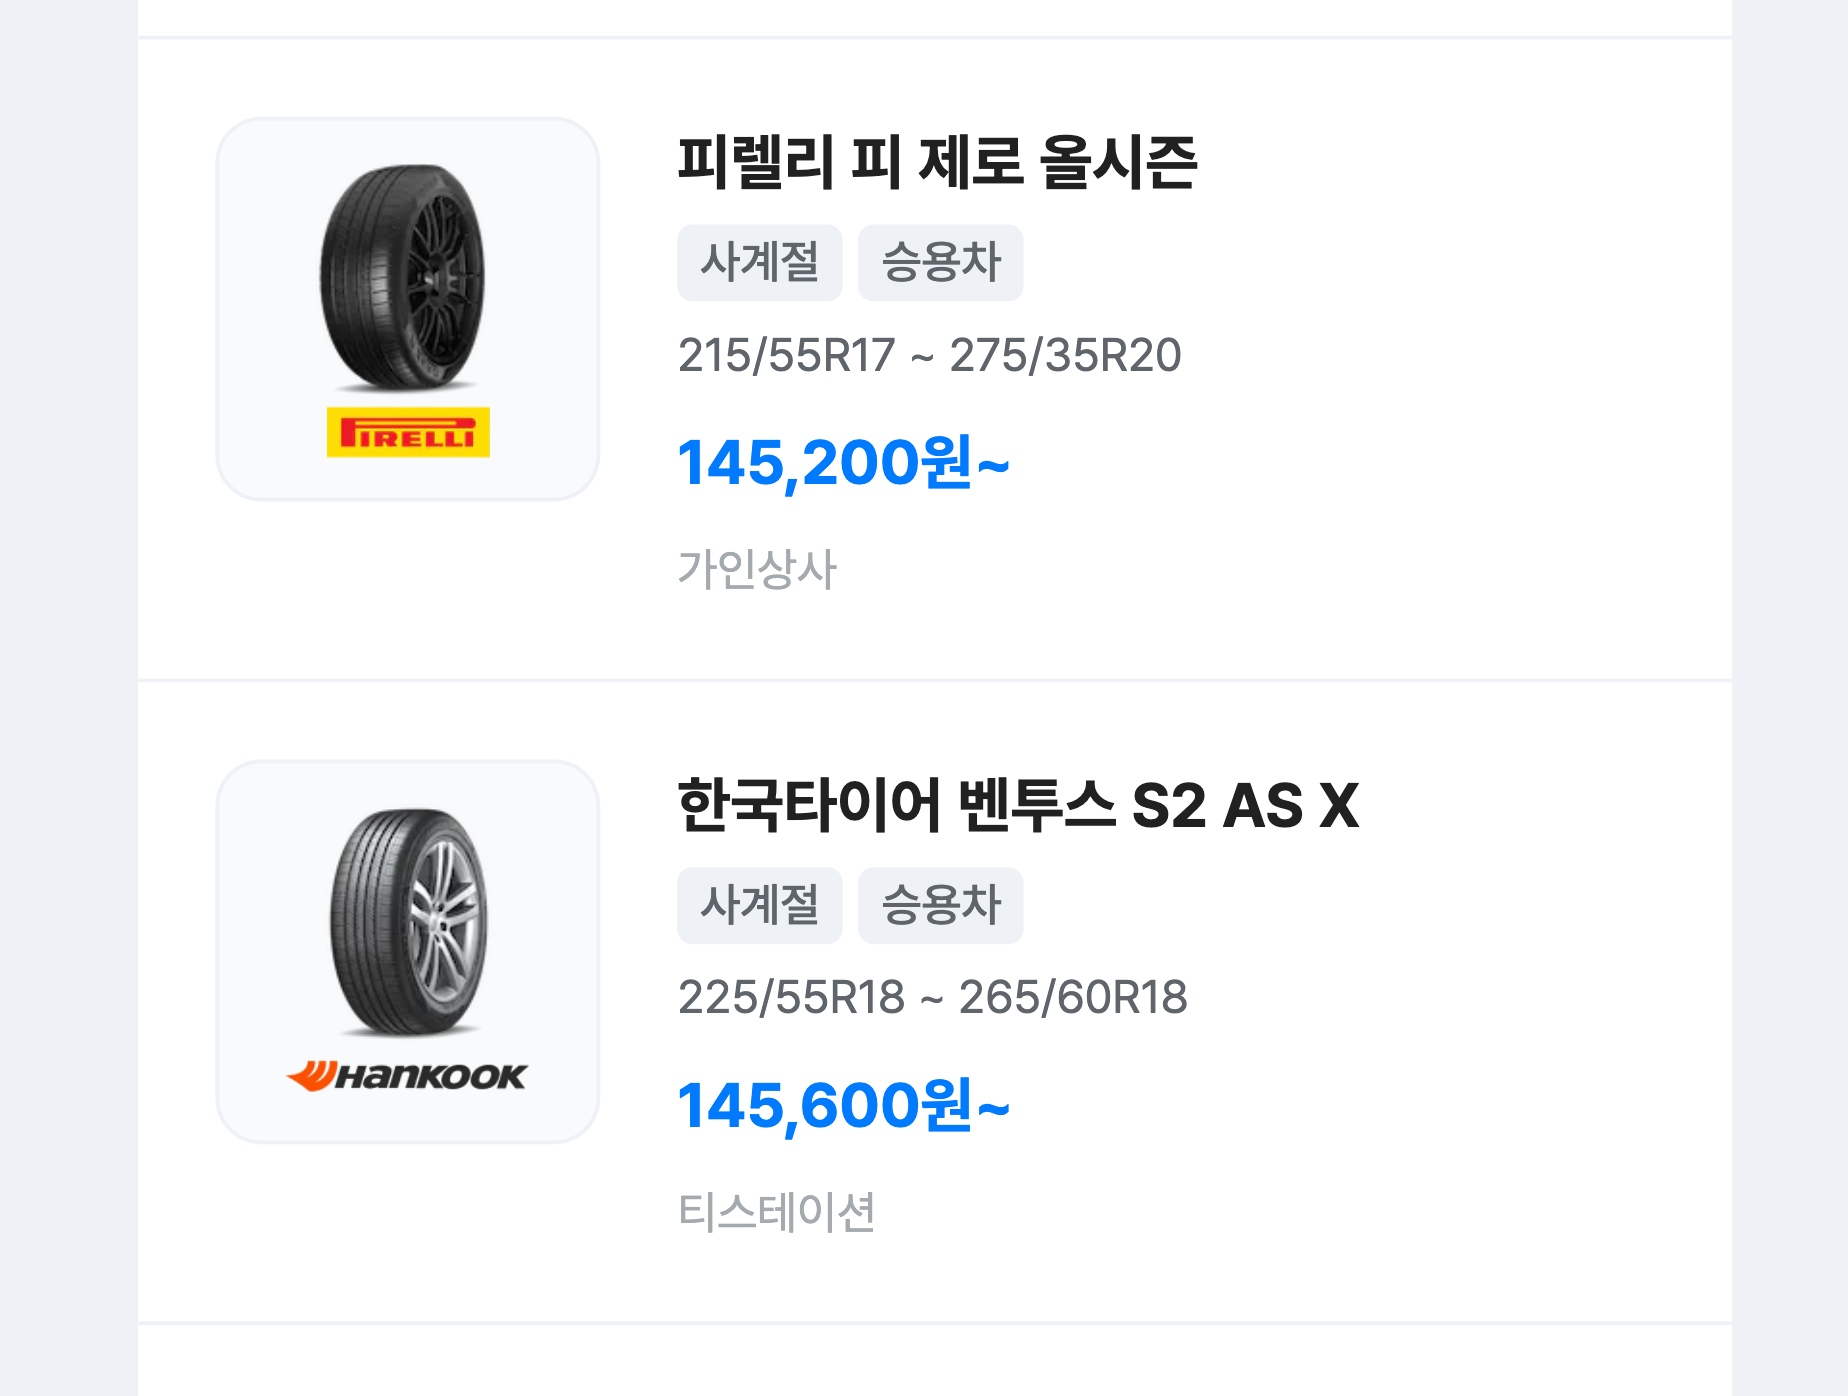 피렐리 피 제로 올시즌
사계절 승용차
215/55R17 ~ 275/35R20
145,200원~
PIRELLI
가인상사
한국타이어 벤투스 S2 AS X
사계절 승용차
225/55R18 ~ 265/60R18
145,600원~
HANKOOK
티스테이션